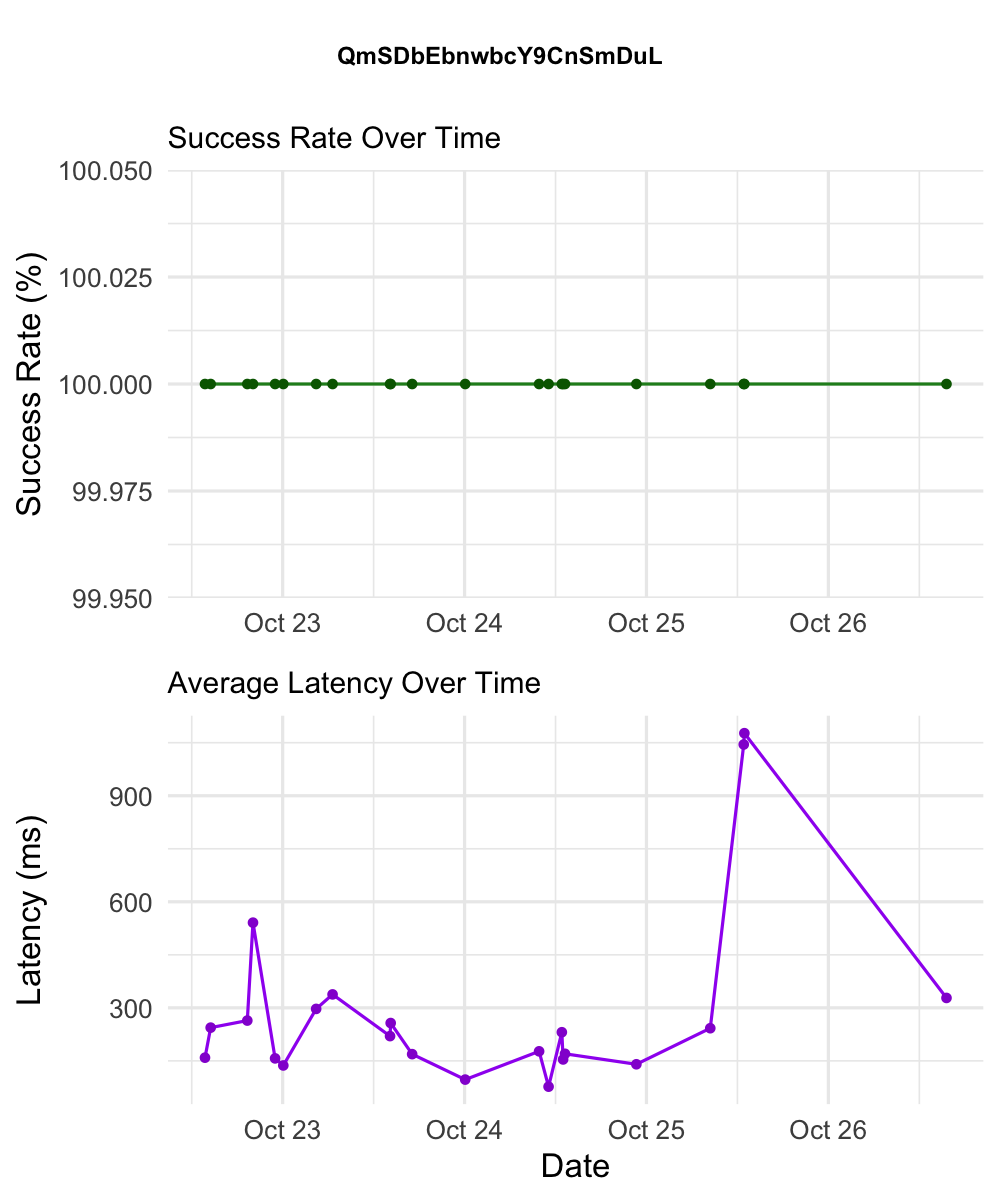 QmSDbEbnwbcY9CnSmDuL
Success Rate Over Time
Success Rate (%)
100.050
100.025
100.000
99.975
99.950
Oct 23 Oct 24 Oct 25 Oct 26
Average Latency Over Time
Latency (ms)
900
600
300
Oct 23 Oct 24 Oct 25 Oct 26
Date